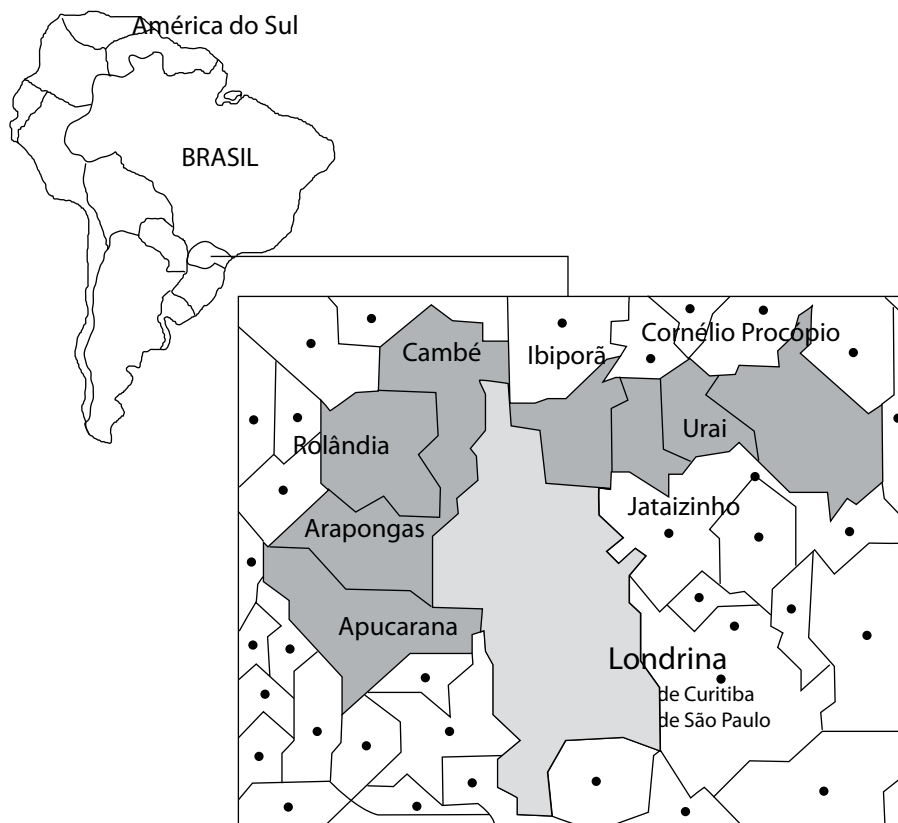 América do Sul
BRASIL
Cambé
Ibiporã
Cornélio Procópio
Rolândia
Urai
Arapongas
Jataizinho
Apucarana
Londrina
de Curitiba
de São Paulo